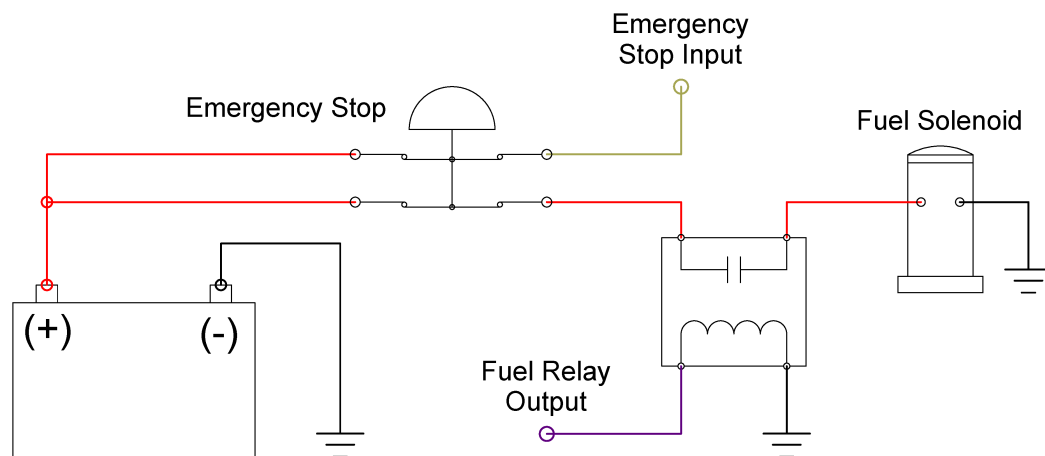 Emergency
Stop Input
Emergency Stop
Fuel Solenoid
(+)
(-)
Fuel Relay
Output